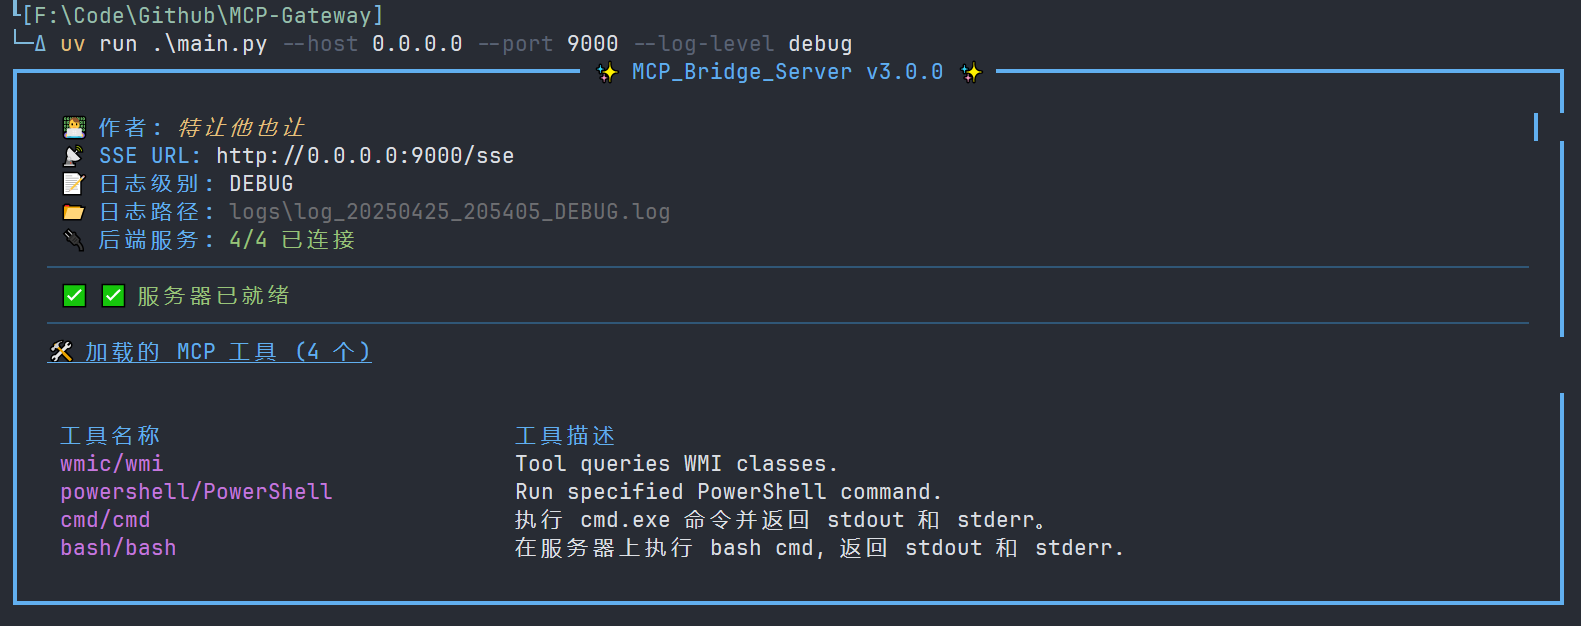 [F:\Code\Github\MCP-Gateway]
Δ uv run .\main.py --host 0.0.0.0 --port 9000 --log-level debug
✨ MCP_Bridge_Server v3.0.0 ✨
作者: 特让他也让
SSE URL: http://0.0.0.0:9000/sse
日志级别: DEBUG
日志路径: logs\log_20250425_205405_DEBUG.log
后端服务: 4/4 已连接
✅ ✅ 服务器已就绪
🛠 加载的 MCP 工具 (4 个)
工具名称 工具描述
wmic/wmi Tool queries WMI classes.
powershell/PowerShell Run specified PowerShell command.
cmd/cmd 执行 cmd.exe 命令并返回 stdout 和 stderr。
bash/bash 在服务器上执行 bash cmd, 返回 stdout 和 stderr.